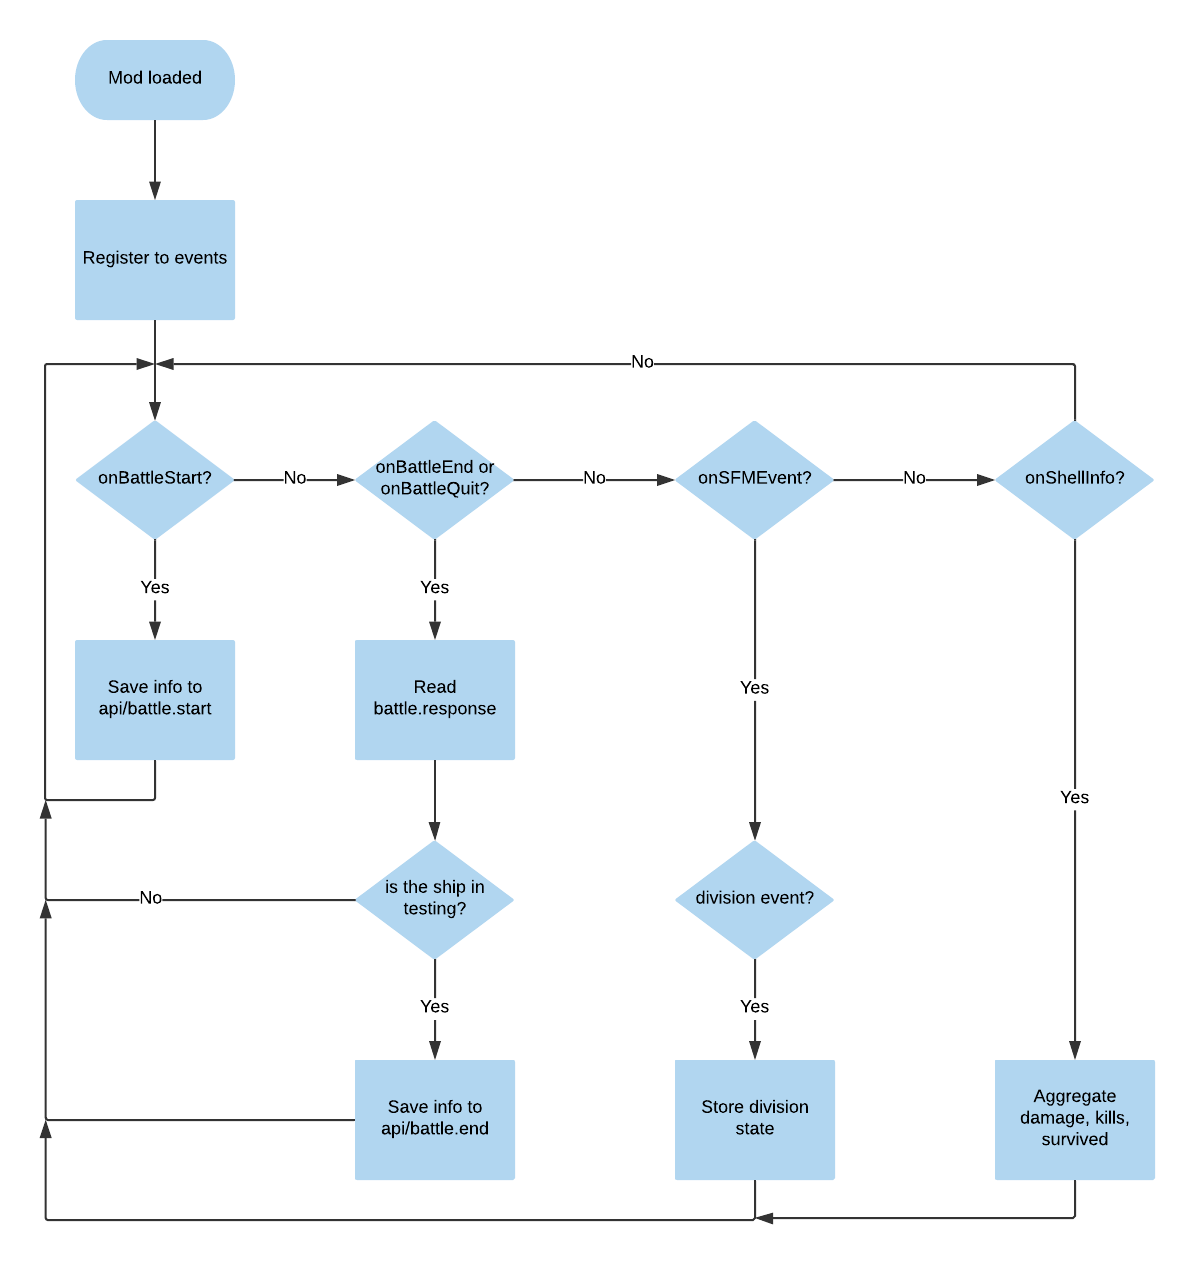 Mod loaded
Register to events
No
onBattleStart?
No
onBattleEnd or
onBattleQuit?
No
onSFMEvent?
No
onShellInfo?
Yes
Yes
Save info to
api/battle.start
Read
battle.response
Yes
Yes
is the ship in
testing?
No
division event?
Yes
Yes
Save info to
api/battle.end
Store division
state
Aggregate
damage, kills,
survived